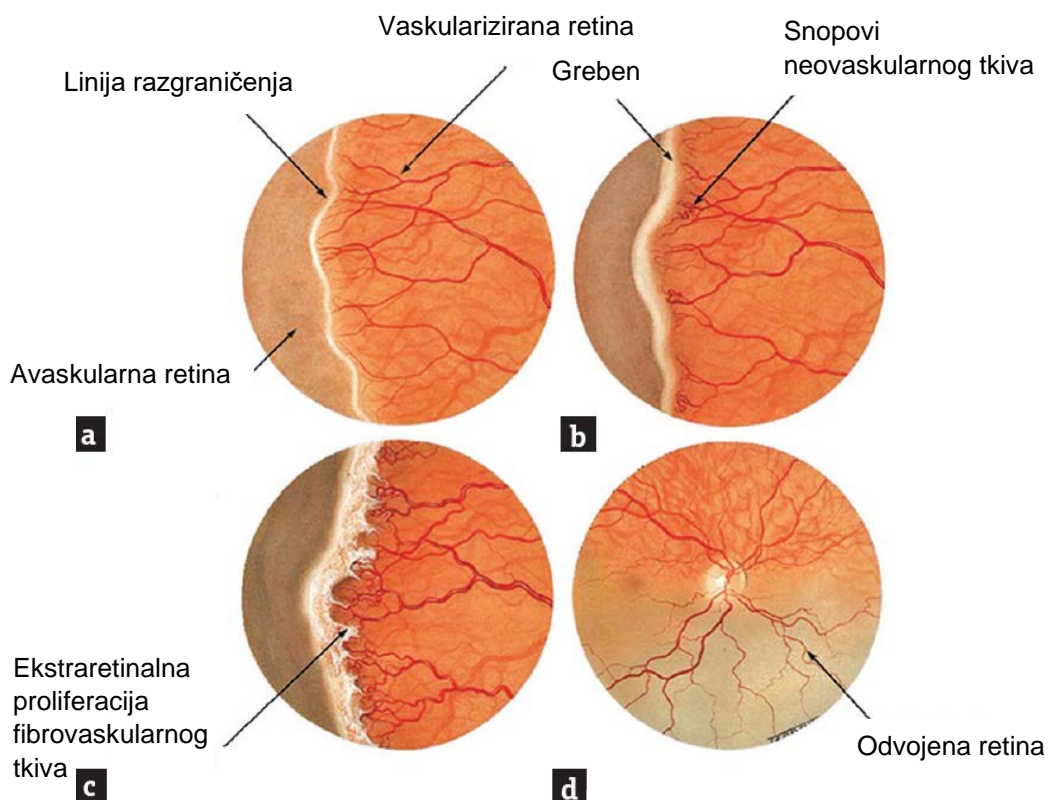 Vaskularizirana retina
Linija razgraničenja
Greben
Snopovi
neovaskularnog tkiva
Avaskularna retina
a
b
Ekstraretinalna
proliferacija
fibrovaskularnog
tkiva
Odvojena retina
c
d